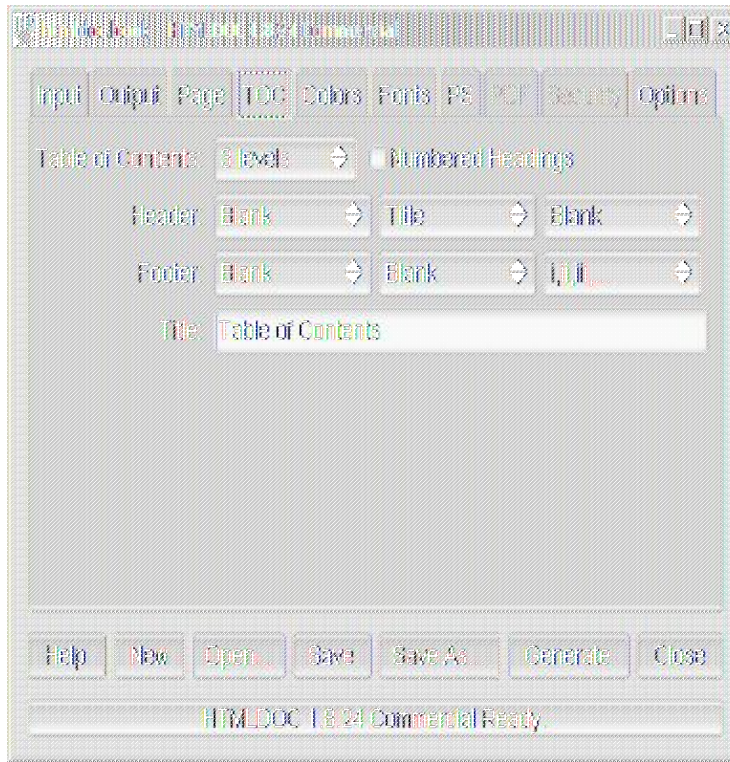 HTMLDOC 1.8.24 Commercial
Input Output Page TOC Colors Fonts PS PDF Security Options
Table of Contents: 3 levels Numbered Headings
Header: Blank Title Blank
Footer: Blank Blank i,ii,iii,...
Title: Table of Contents
Help New Open... Save Save As... Generate Close
HTMLDOC 1.8.24 Commercial Ready.